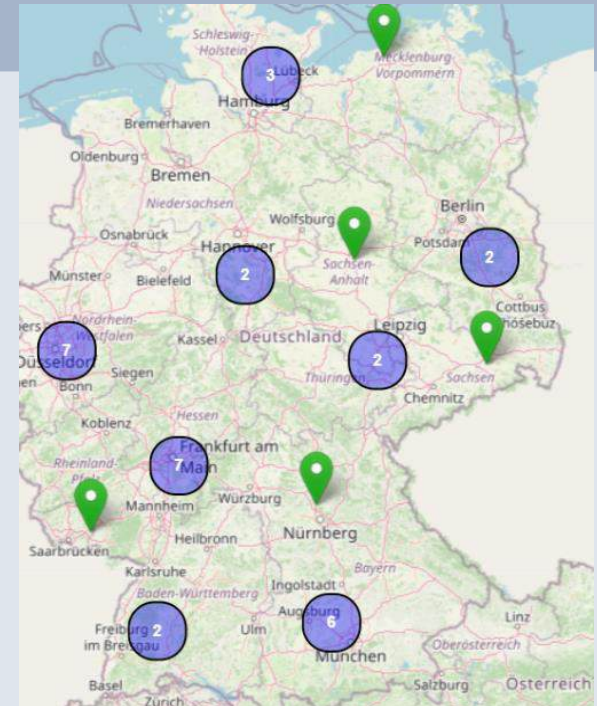 Schleswig-
Holstein
Mecklenburg
Vorpommern
3
Lübeck
Hamburg
Bremerhaven
Oldenburg
Bremen
Berlin
Niedersachsen
Wolfsburg
Osnabrück
Hannover
Potsdam
2
Sachsen-
Anhalt
Münster
Bielefeld
2
Cottbus
Nordrhein-
Westfalen
Kassel
Deutschland
Leipzig
7
Düsseldorf
2
Bonn
Siegen
Thüringen
Sachsen
Chemnitz
Koblenz
Hessen
Frankfurt am
Main
7
Rheinland-
Würzburg
Mannheim
Nürnberg
Saarbrücken
Heilbronn
Karlsruhe
Bayern
Ingolstadt
Baden-Württemberg
Augsburg
6
Freiburg
im Breisgau
2
Ulm
Linz
München
Oberösterreich
Basel
Salzburg
Österreich
Zürich